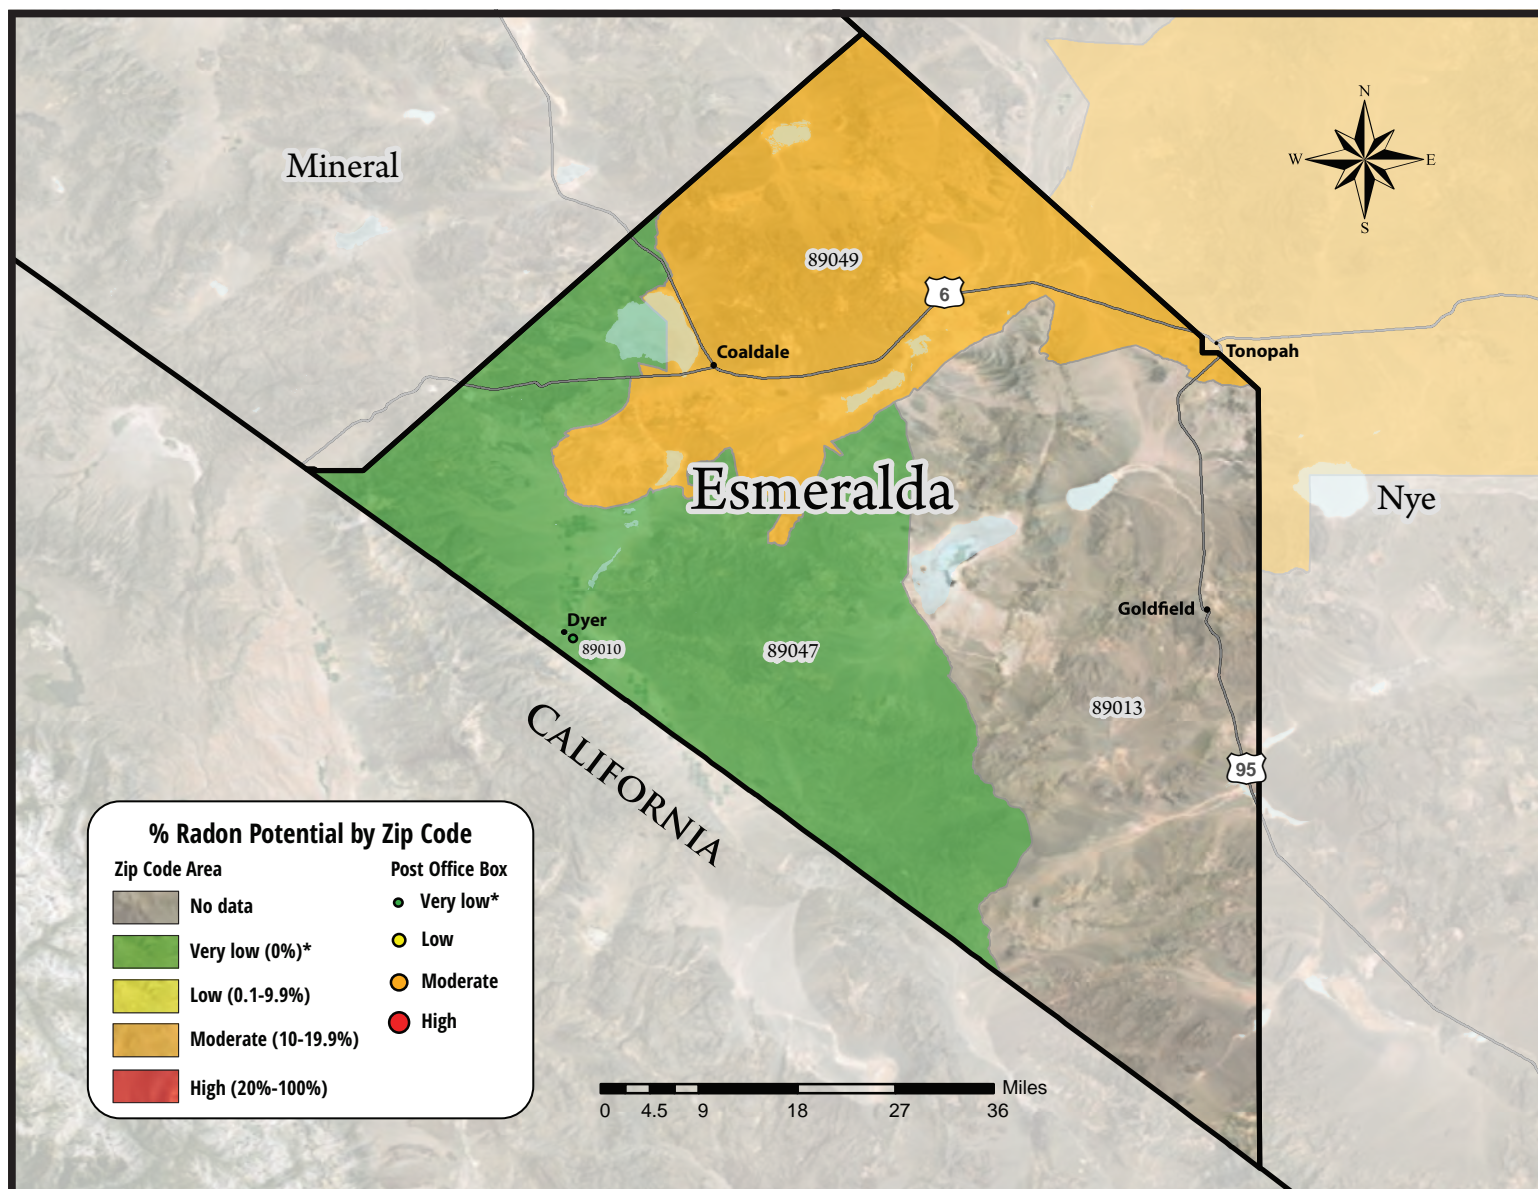 N
W
E
S
Mineral
89049
6
Coaldale
Tonopah
Esmeralda
Nye
Goldfield
Dyer
89010
89047
89013
CALIFORNIA
95
% Radon Potential by Zip Code
Zip Code Area
No data
Very low (0%)*
Low (0.1-9.9%)
Moderate (10-19.9%)
High (20%-100%)
Post Office Box
Very low*
Low
Moderate
High
Miles
0 4.5 9 18 27 36